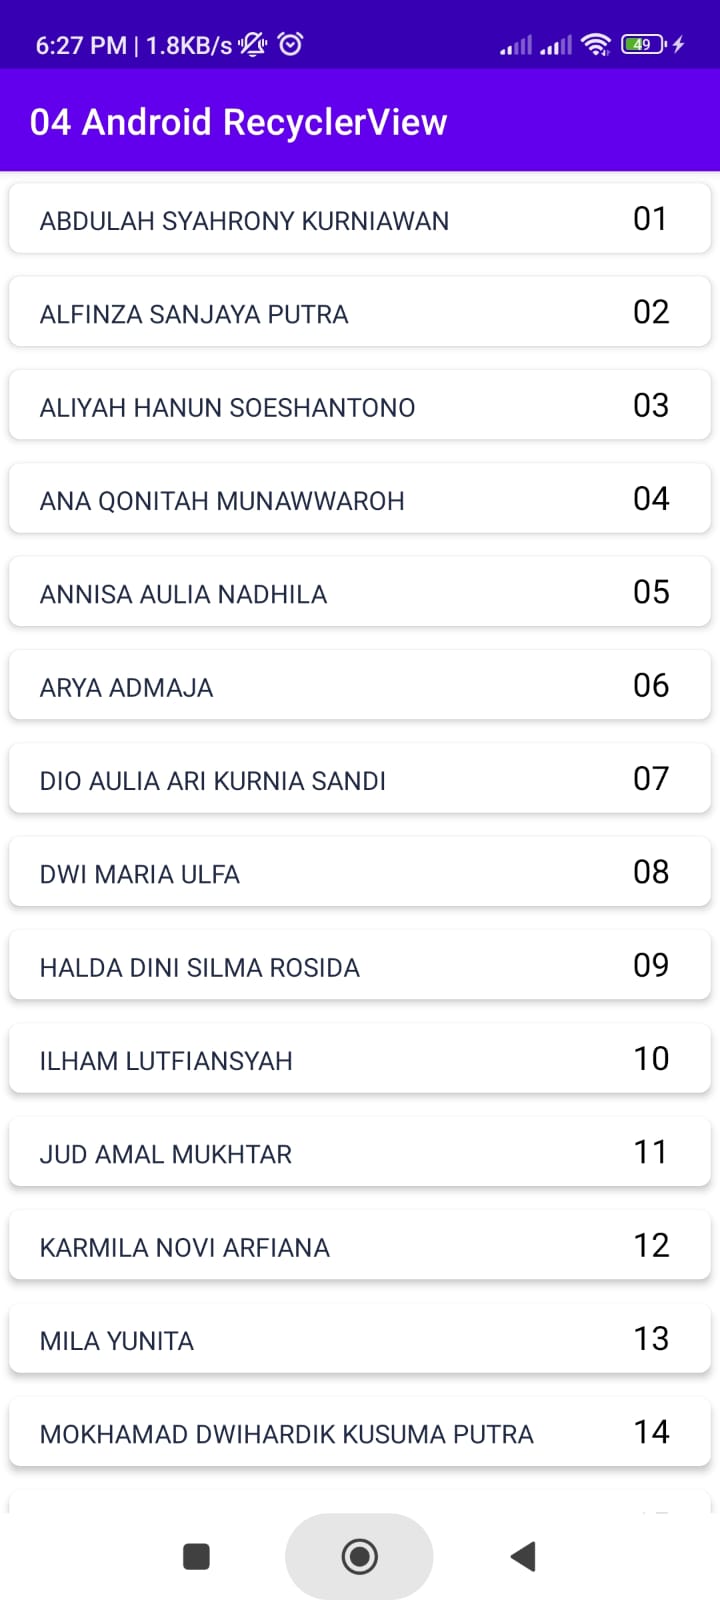 6:27 PM | 1.8KB/s 49
04 Android RecyclerView
ABDULAH SYAHRONY KURNIAWAN 01
ALFINZA SANJAYA PUTRA 02
ALIYAH HANUN SOESHANTONO 03
ANA QONITAH MUNAWWAROH 04
ANNISA AULIA NADHILA 05
ARYA ADMAJA 06
DIO AULIA ARI KURNIA SANDI 07
DWI MARIA ULFA 08
HALDA DINI SILMA ROSIDA 09
ILHAM LUTFIANSYAH 10
JUD AMAL MUKHTAR 11
KARMILA NOVI ARFIANA 12
MILA YUNITA 13
MOKHAMAD DWIHARDIK KUSUMA PUTRA 14